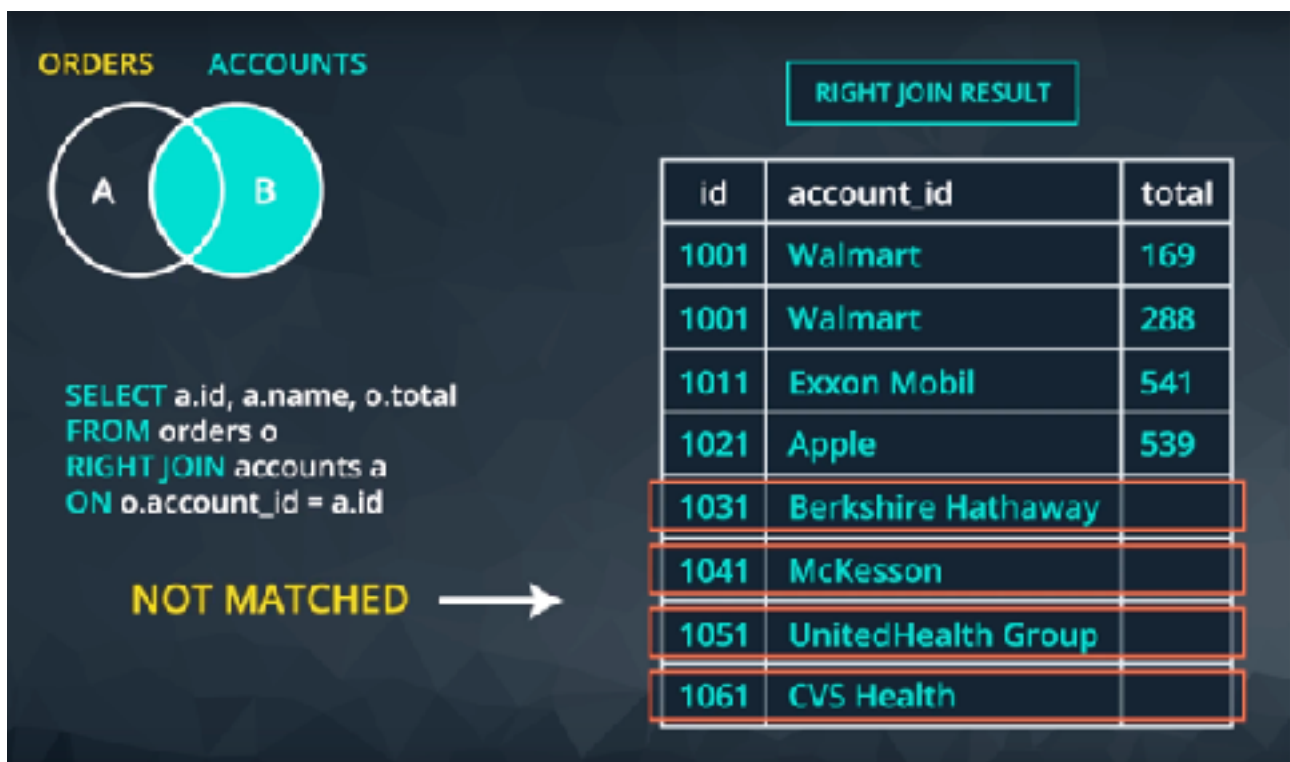 ORDERS ACCOUNTS
A B
SELECT a.id, a.name, o.total
FROM orders o
RIGHT JOIN accounts a
ON o.account_id = a.id
NOT MATCHED
RIGHT JOIN RESULT
id account_id total
1001 Walmart 169
1001 Walmart 288
1011 Exxon Mobil 541
1021 Apple 539
1031 Berkshire Hathaway
1041 McKesson
1051 UnitedHealth Group
1061 CVS Health